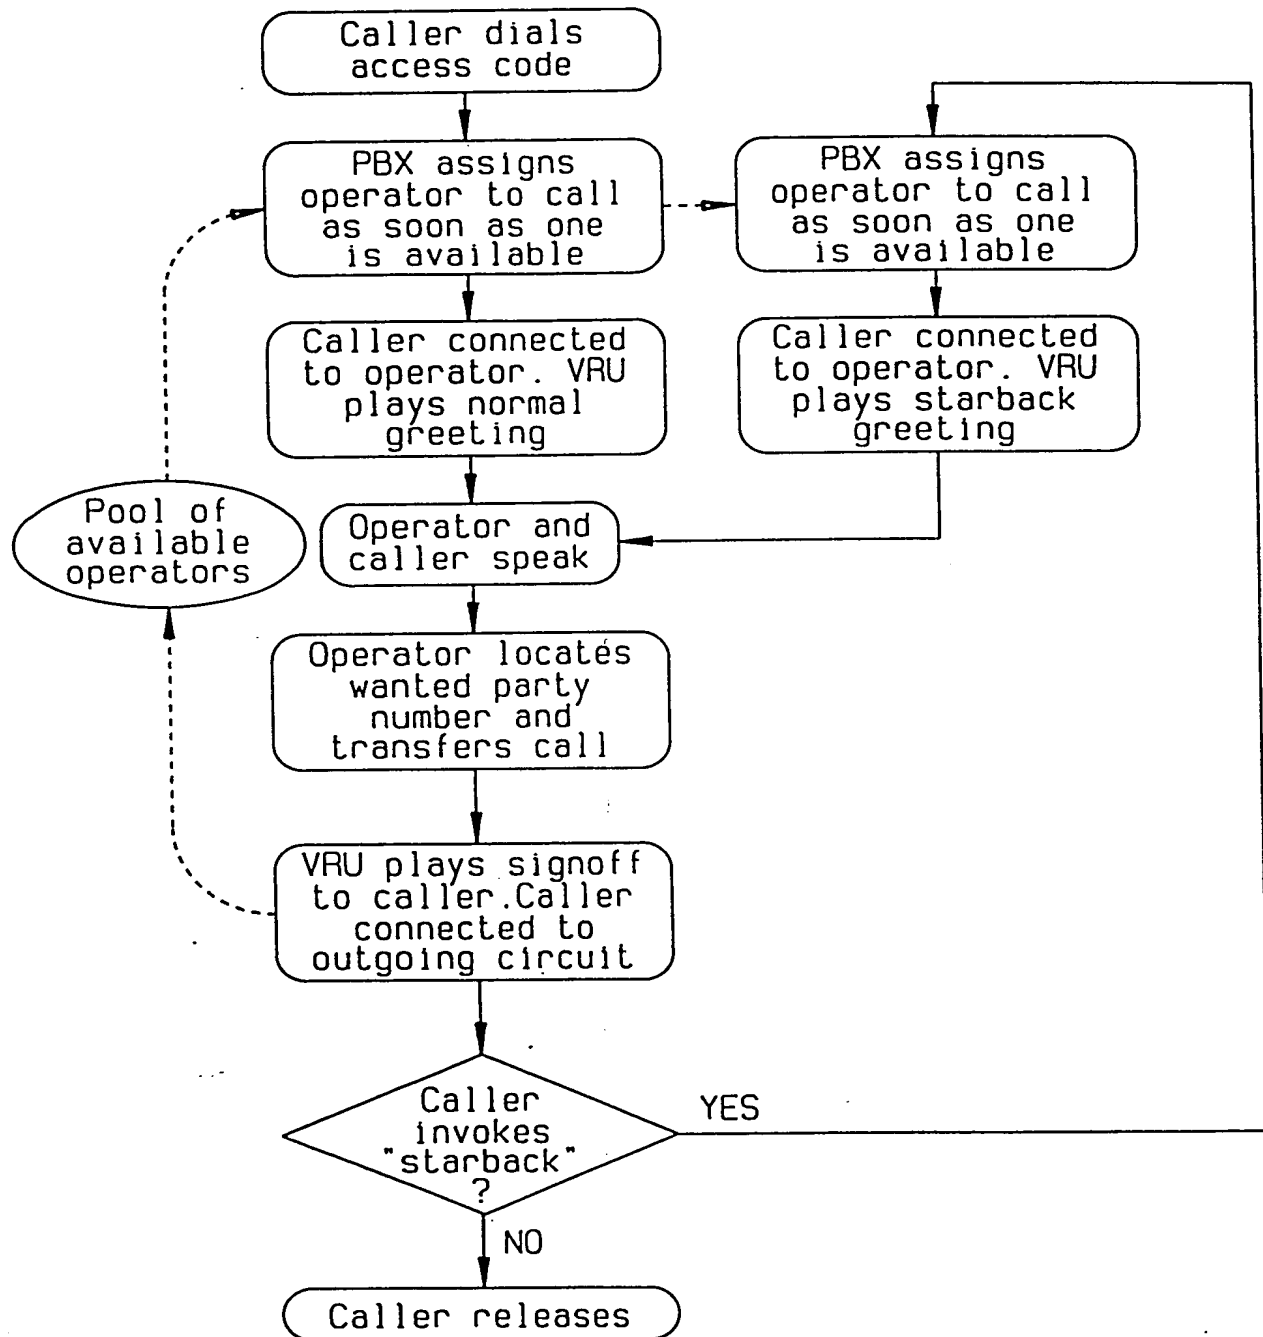 Caller dials
access code
PBX assigns
operator to call
as soon as one
is available
PBX assigns
operator to call
as soon as one
is available
Caller connected
to operator. VRU
plays normal
greeting
Caller connected
to operator. VRU
plays starback
greeting
Pool of
available
operators
Operator and
caller speak
Operator locates
wanted party
number and
transfers call
VRU plays signoff
to caller.Caller
connected to
outgoing circuit
Caller
invokes
"starback"
?
YES
NO
Caller releases